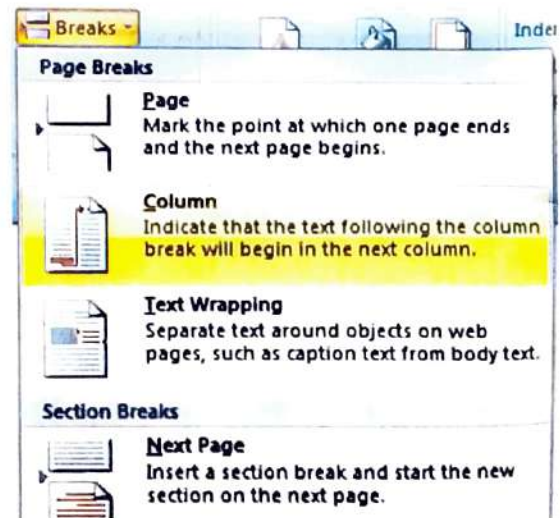 Breaks
Page Breaks
Page
Mark the point at which one page ends
and the next page begins.
Column
Indicate that the text following the column
break will begin in the next column.
Text Wrapping
Separate text around objects on web
pages, such as caption text from body text.
Section Breaks
Next Page
Insert a section break and start the new
section on the next page.